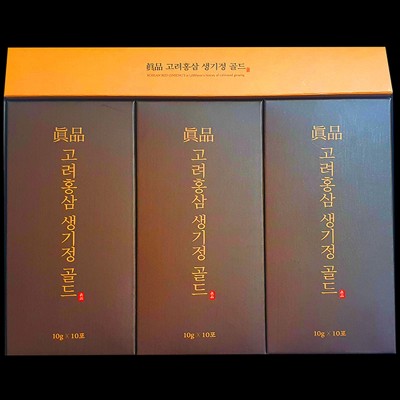 眞品 고려홍삼 생기정 골드
眞品
고려홍삼 생기정 골드
10g x 10포
眞品
고려홍삼 생기정 골드
10g x 10포
眞品
고려홍삼 생기정 골드
10g x 10포